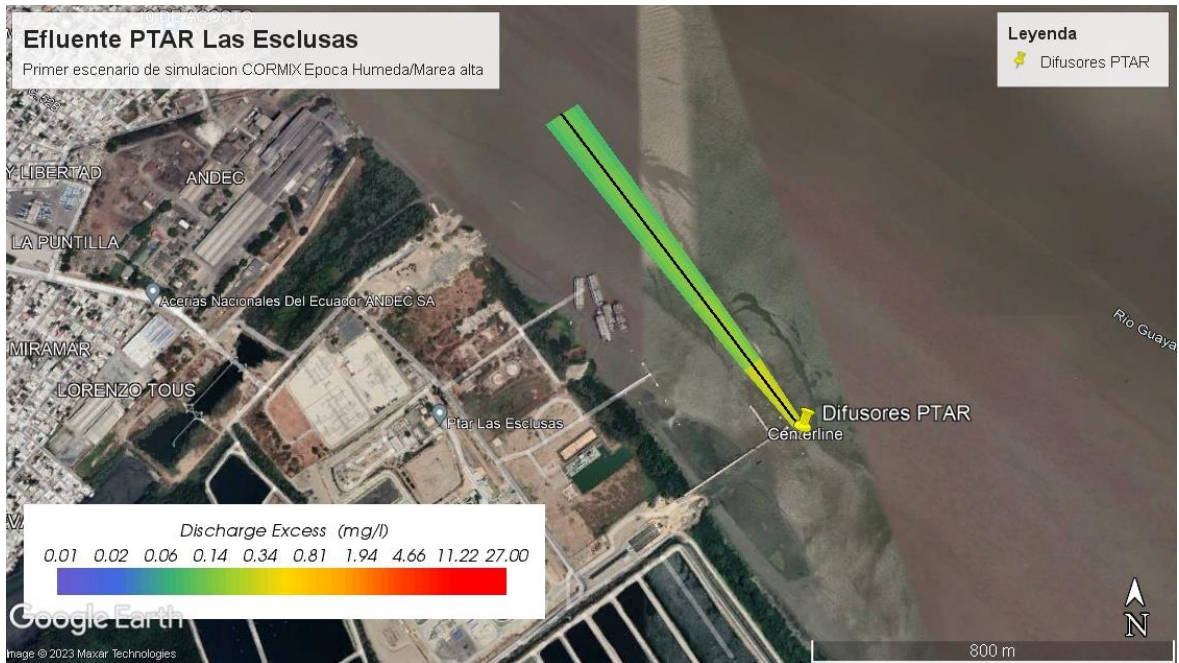 10 DE AGOSTO
Efluente PTAR Las Esclusas
Primer escenario de simulacion CORMIX Epoca Humeda/Marea alta
Leyenda
Difusores PTAR
Y LIBERTAD
ANDEC
LA PUNTILLA
Acerias Nacionales Del Ecuador ANDEC SA
Rio Guaya
MIRAMAR
LORENZO TOUS
Ptar Las Esclusas
Difusores PTAR
Centerline
Discharge Excess (mg/l)
0.01 0.02 0.06 0.14 0.34 0.81 1.94 4.66 11.22 27.00
Google Earth
N
800 m
Image © 2023 Maxar Technologies